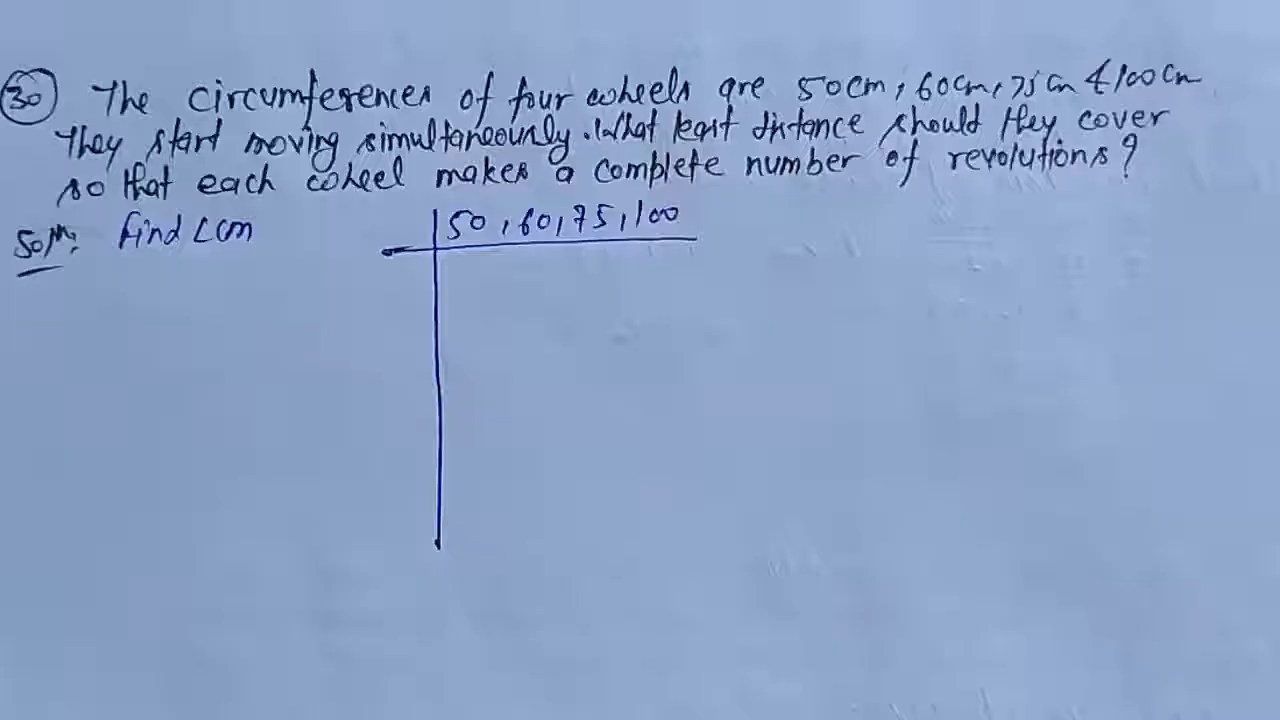 30 The circumferences of four wheels are 50cm, 60cm, 75cm & 100cm
They start moving simultaneously. What least distance should they cover
so that each wheel makes a complete number of revolutions?
Soln: find LCM
50, 60, 75, 100